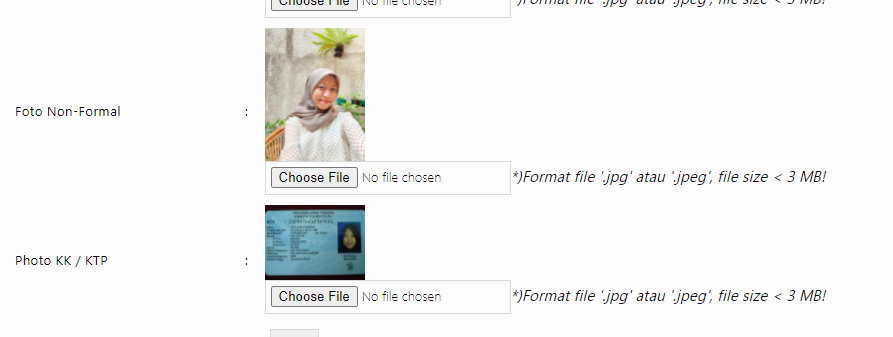 Choose File No file chosen *)Format file '.jpg' atau '.jpeg', file size < 3 MB!
Foto Non-Formal :
Choose File No file chosen *)Format file '.jpg' atau '.jpeg', file size < 3 MB!
Photo KK / KTP :
Choose File No file chosen *)Format file '.jpg' atau '.jpeg', file size < 3 MB!